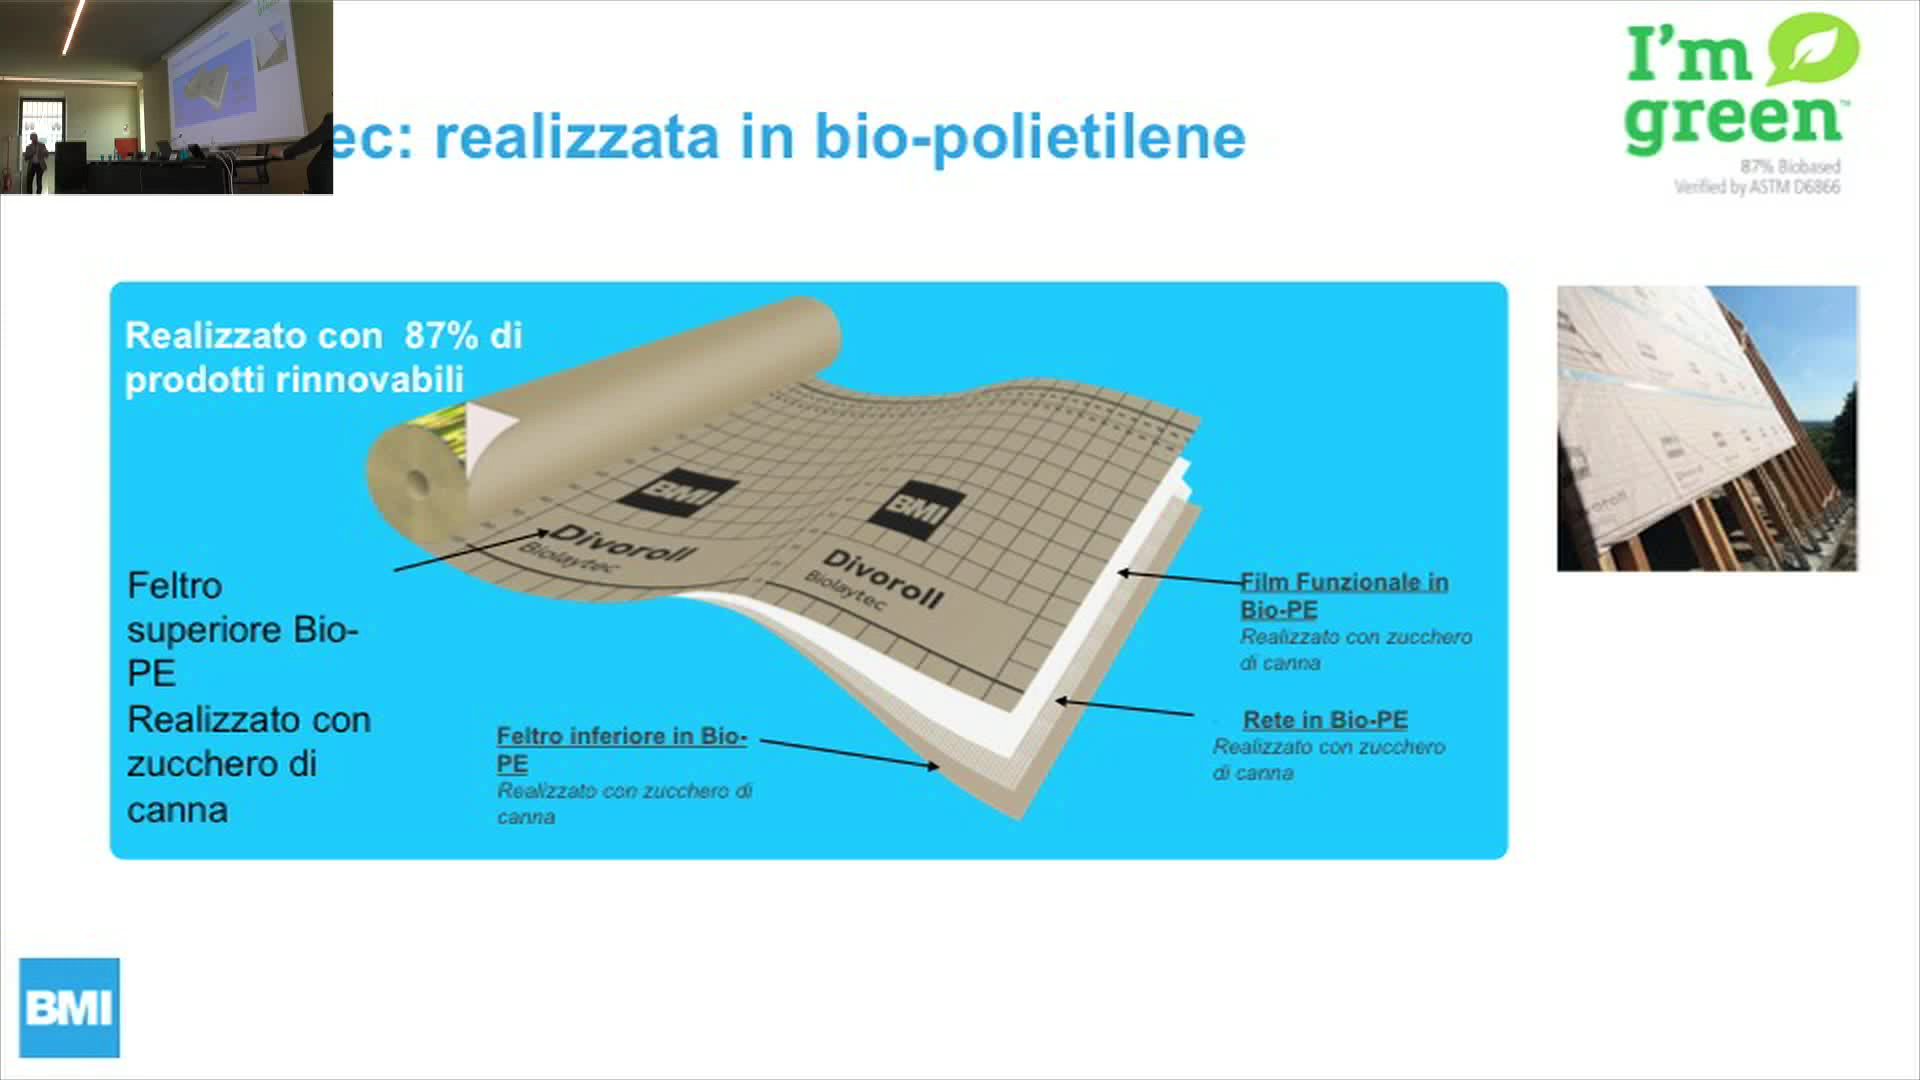 I'm
green™
87% Biobased
Verified by ASTM D6866
ec: realizzata in bio-polietilene
Realizzato con 87% di
prodotti rinnovabili
BMI
Divoroll
Biolaytec
BMI
Divoroll
Biolaytec
Feltro
superiore Bio-
PE
Realizzato con
zucchero di
canna
Feltro inferiore in Bio-
PE
Realizzato con zucchero di
canna
Film Funzionale in
Bio-PE
Realizzato con zucchero
di canna
Rete in Bio-PE
Realizzato con zucchero
di canna
BMI